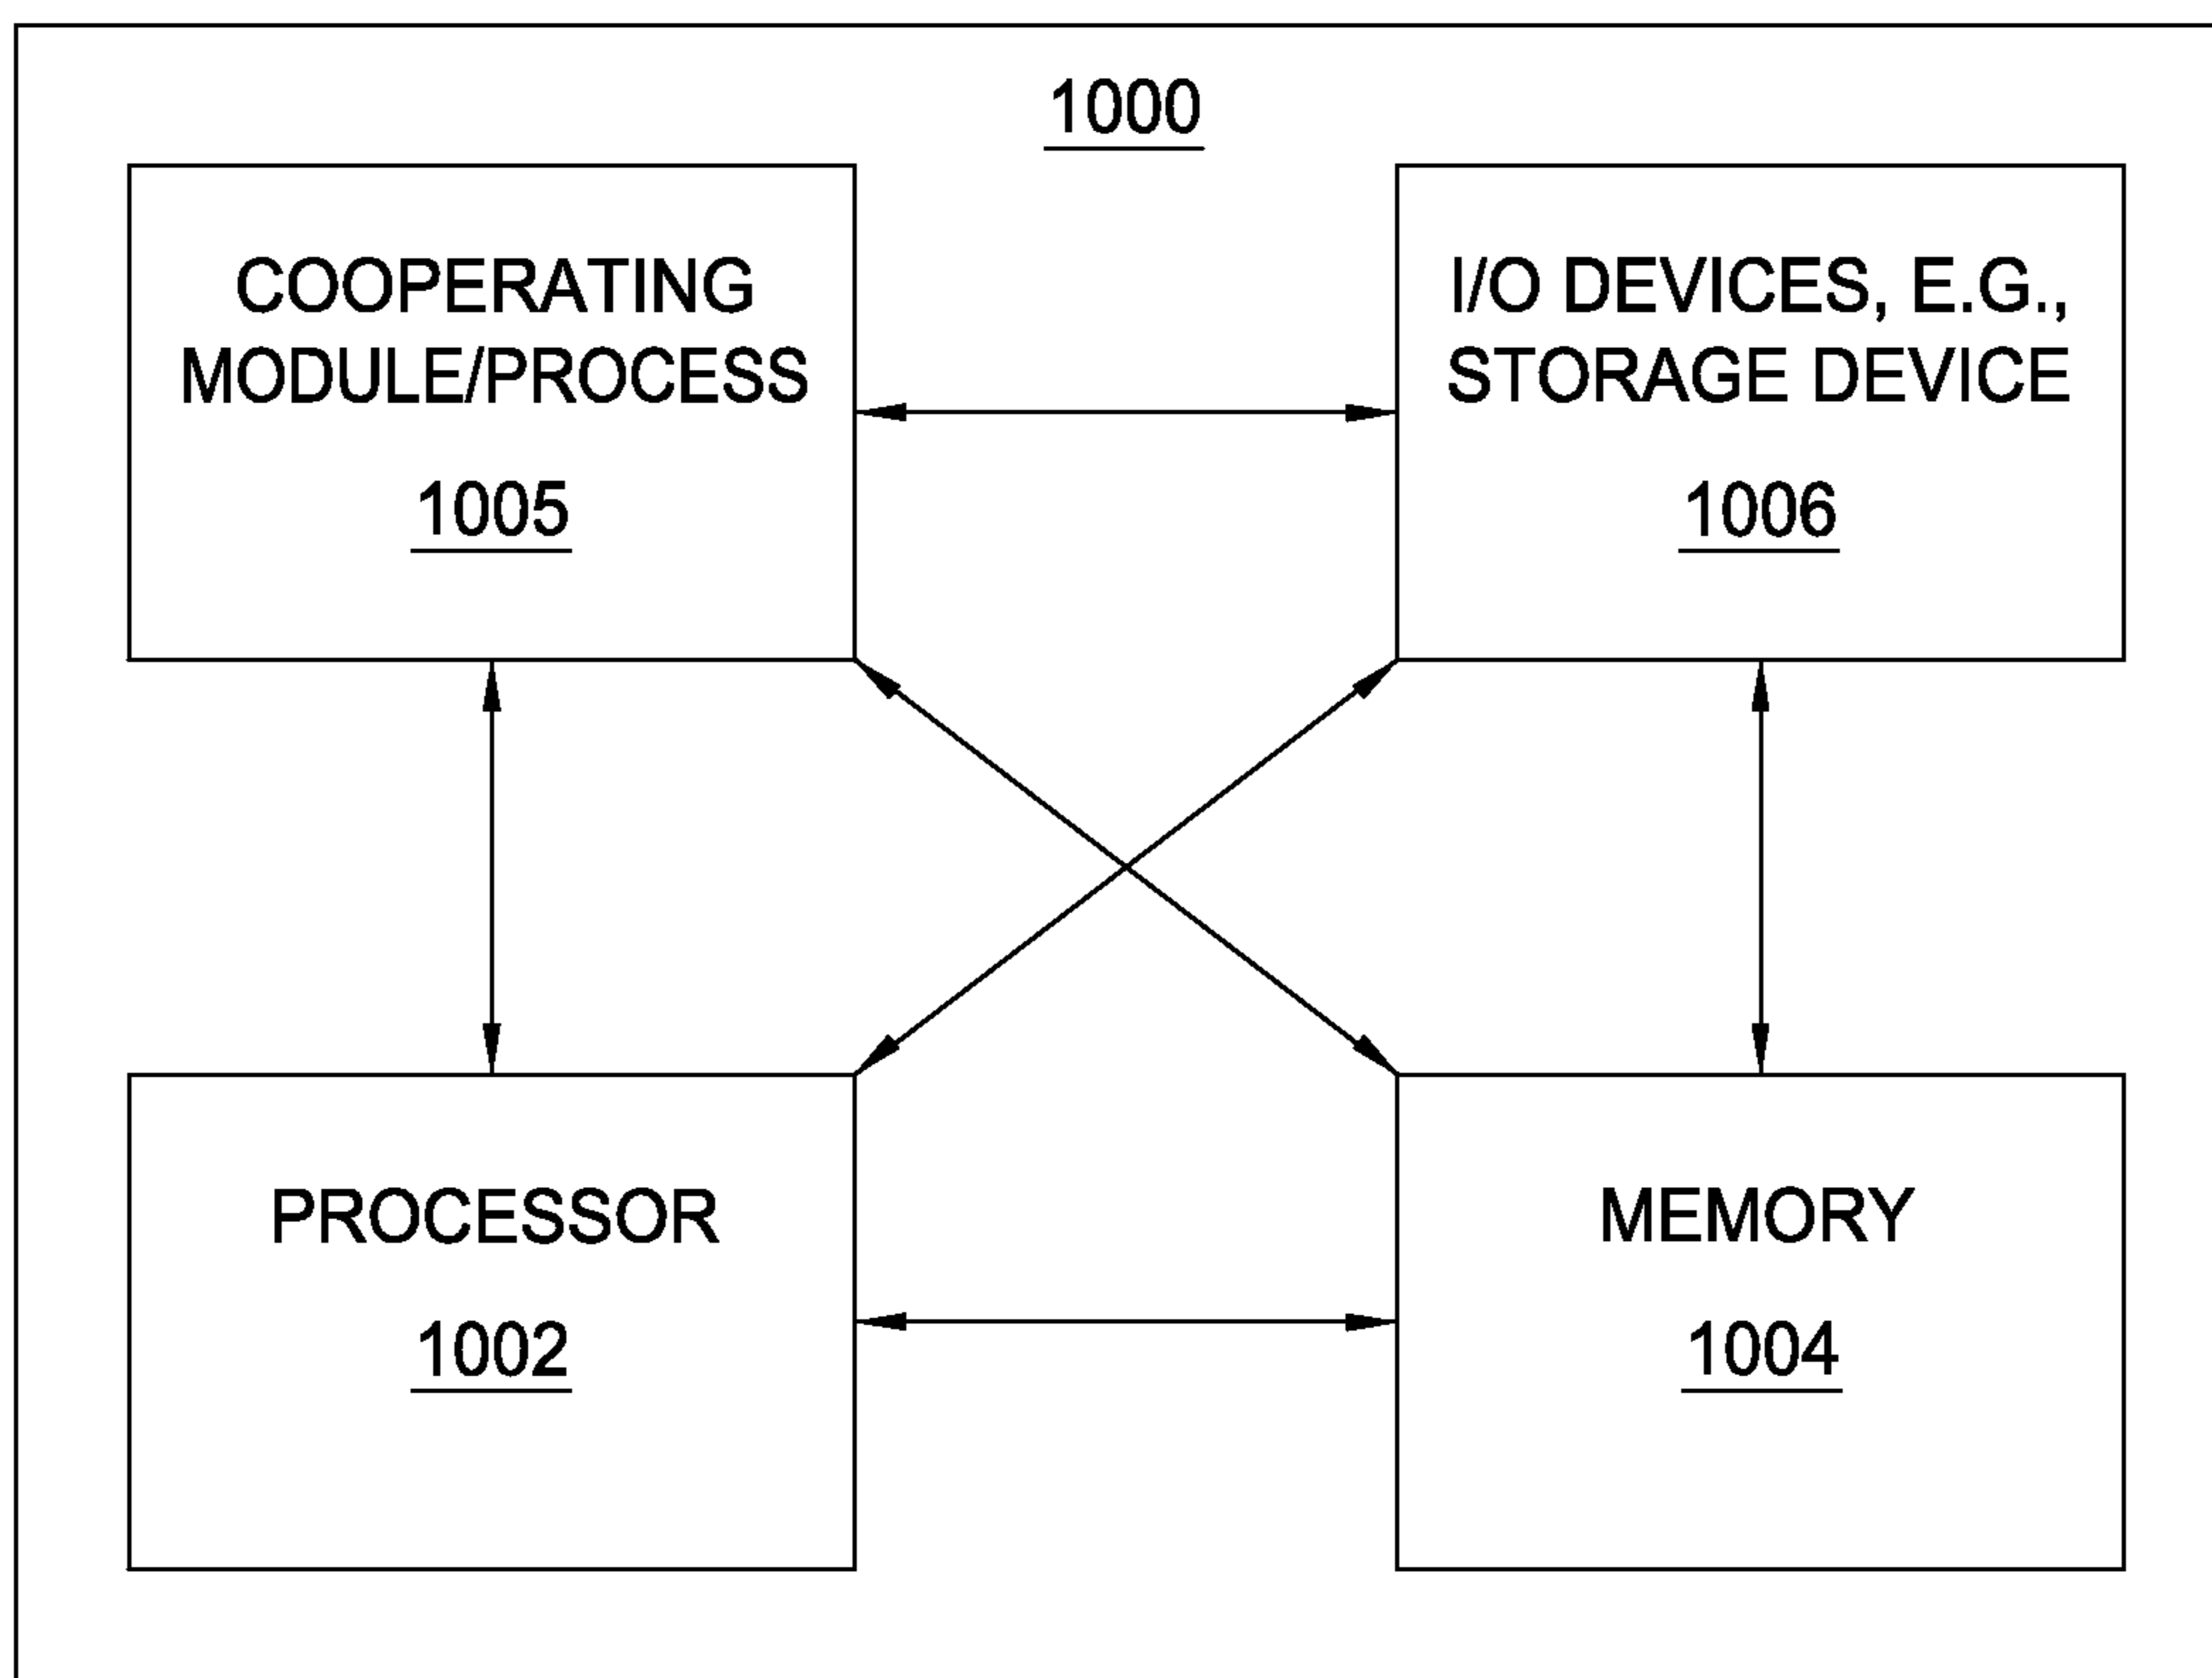 1000
COOPERATING
MODULE/PROCESS
1005
I/O DEVICES, E.G.,
STORAGE DEVICE
1006
PROCESSOR
1002
MEMORY
1004